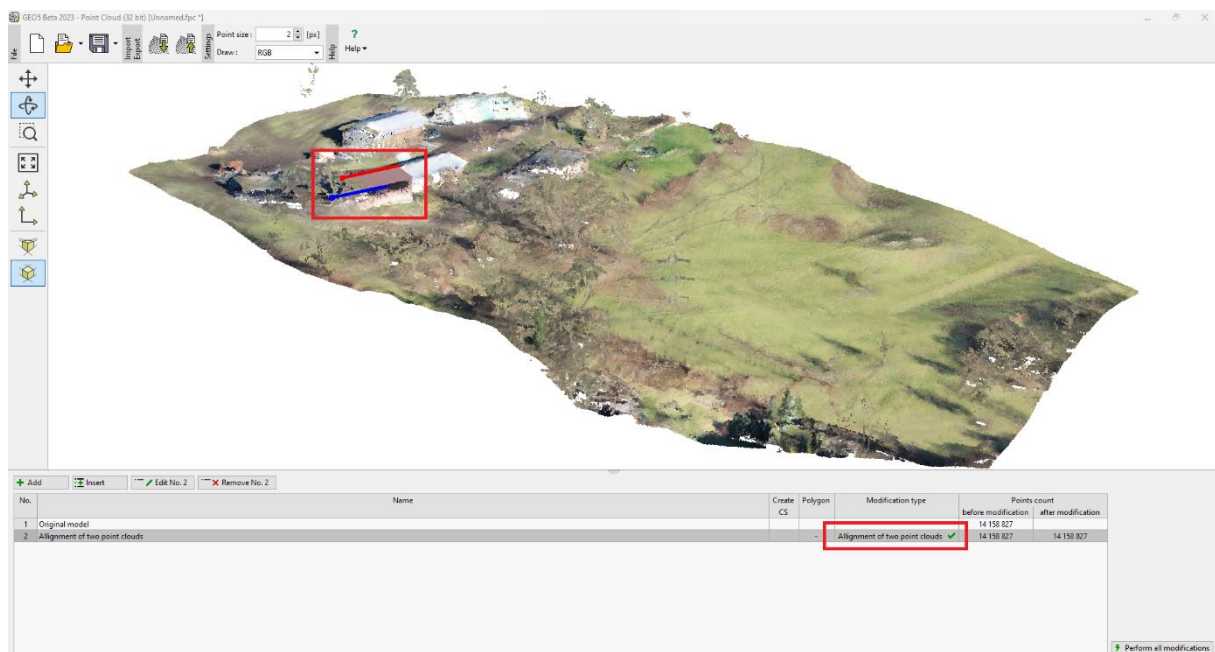 GEO5 Beta 2023 - Point Cloud (32 bit) [Unnamed.fpc *]
File
Import
Export
Settings
Point size :
2
[px]
Draw :
RGB
Help
?
Help
Add
Insert
Edit No. 2
Remove No. 2
No.
Name
Create
CS
Polygon
Modification type
Points count
before modification
after modification
1
Original model
14 158 827
2
Alignment of two point clouds
-
Allignment of two point clouds
14 158 827
14 158 827
Perform all modifications